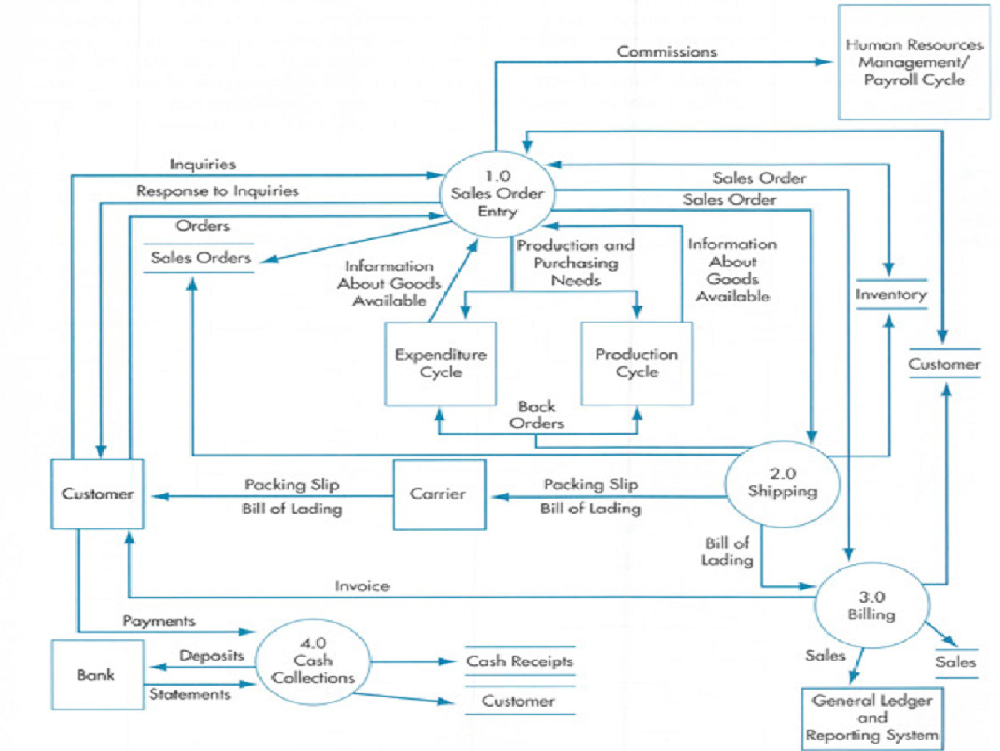 Human Resources
Management/
Payroll Cycle
Commissions
Inquiries
Response to Inquiries
Orders
Sales Orders
1.0
Sales Order
Entry
Sales Order
Sales Order
Information
About Goods
Available
Production and
Purchasing
Needs
Information
About
Goods
Available
Inventory
Customer
Expenditure
Cycle
Production
Cycle
Back
Orders
Customer
Packing Slip
Bill of Lading
Carrier
Packing Slip
Bill of Lading
2.0
Shipping
Bill of
Lading
Invoice
3.0
Billing
Payments
Bank
Deposits
Statements
4.0
Cash
Collections
Cash Receipts
Customer
Sales
Sales
General Ledger
and
Reporting System